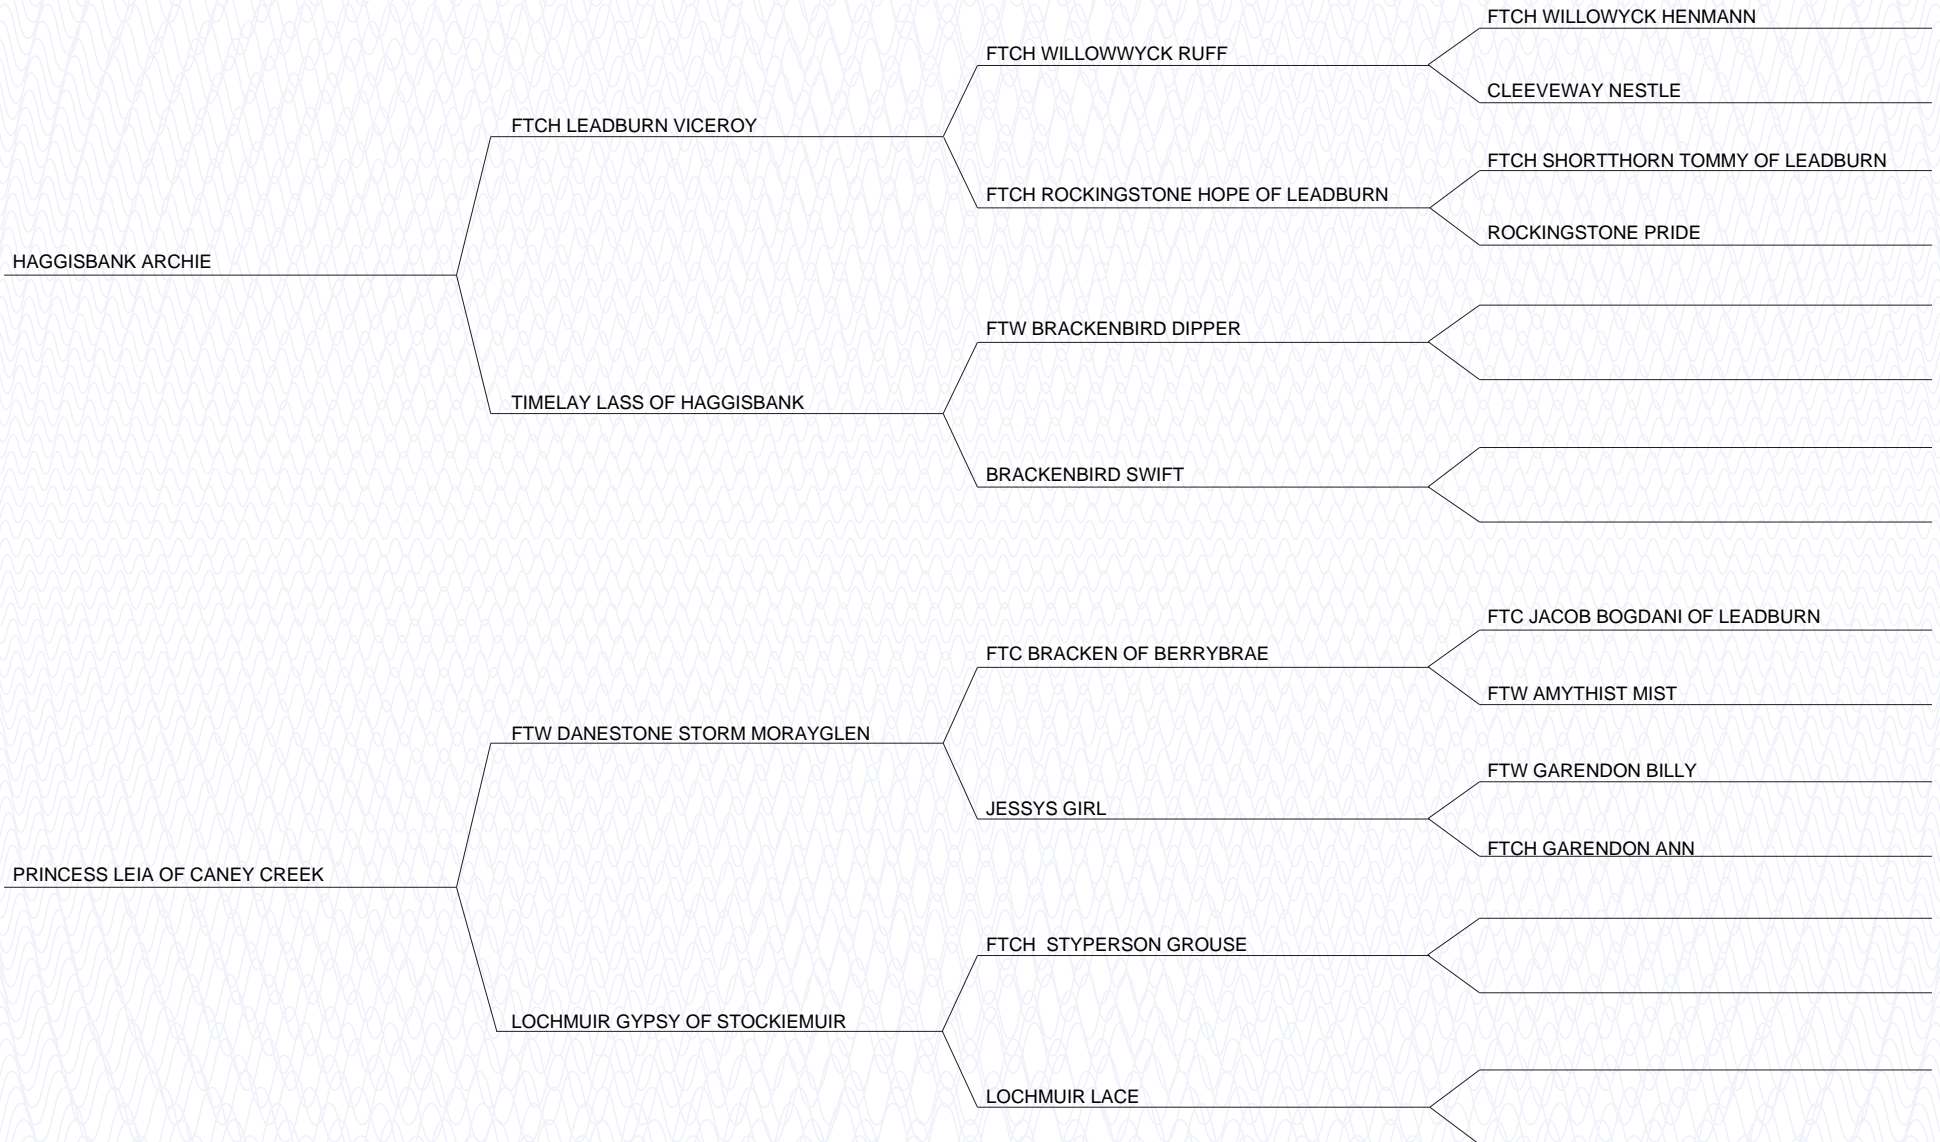 FTCH WILLOWYCK HENMANN
FTCH WILLOWWYCK RUFF
CLEEVEWAY NESTLE
FTCH LEADBURN VICEROY
FTCH SHORTTHORN TOMMY OF LEADBURN
FTCH ROCKINGSTONE HOPE OF LEADBURN
ROCKINGSTONE PRIDE
HAGGISBANK ARCHIE
FTW BRACKENBIRD DIPPER
TIMELAY LASS OF HAGGISBANK
BRACKENBIRD SWIFT
FTC JACOB BOGDANI OF LEADBURN
FTC BRACKEN OF BERRYBRAE
FTW AMYTHIST MIST
FTW DANESTONE STORM MORAYGLEN
FTW GARENDON BILLY
JESSYS GIRL
FTCH GARENDON ANN
PRINCESS LEIA OF CANEY CREEK
FTCH  STYPERSON GROUSE
LOCHMUIR GYPSY OF STOCKIEMUIR
LOCHMUIR LACE